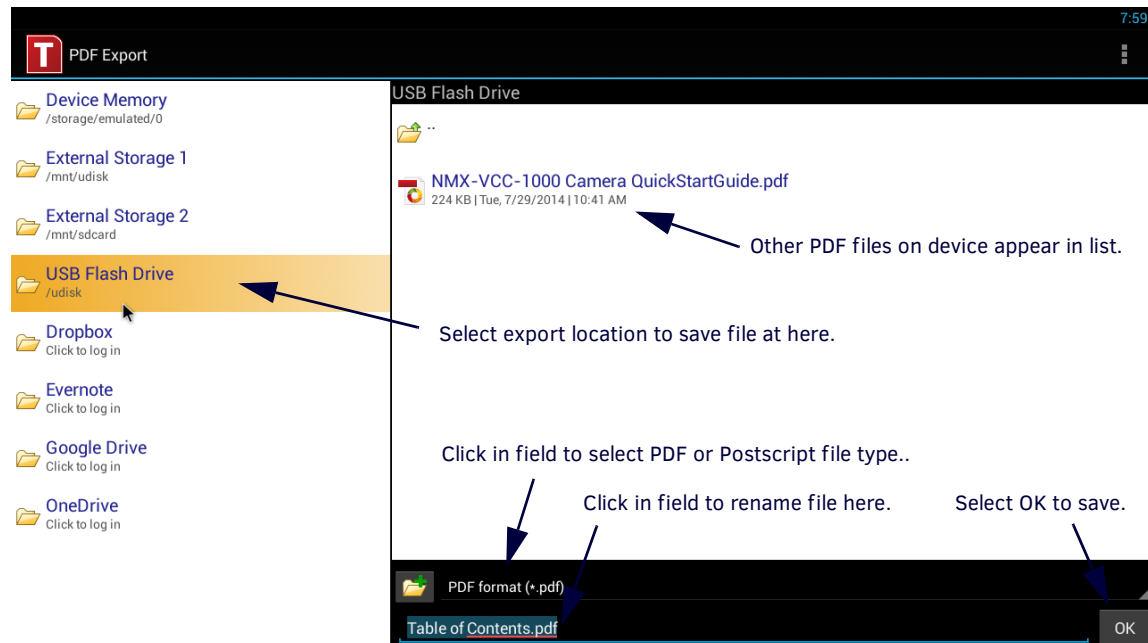 7:59
T PDF Export
Device Memory
/storage/emulated/0
External Storage 1
/mnt/udisk
External Storage 2
/mnt/sdcard
USB Flash Drive
/udisk
Dropbox
Click to log in
Evernote
Click to log in
Google Drive
Click to log in
OneDrive
Click to log in
USB Flash Drive
..
NMX-VCC-1000 Camera QuickStartGuide.pdf
224 KB | Tue, 7/29/2014 | 10:41 AM
Other PDF files on device appear in list.
Select export location to save file at here.
Click in field to select PDF or Postscript file type..
Click in field to rename file here.
Select OK to save.
PDF format (*.pdf)
Table of Contents.pdf
OK